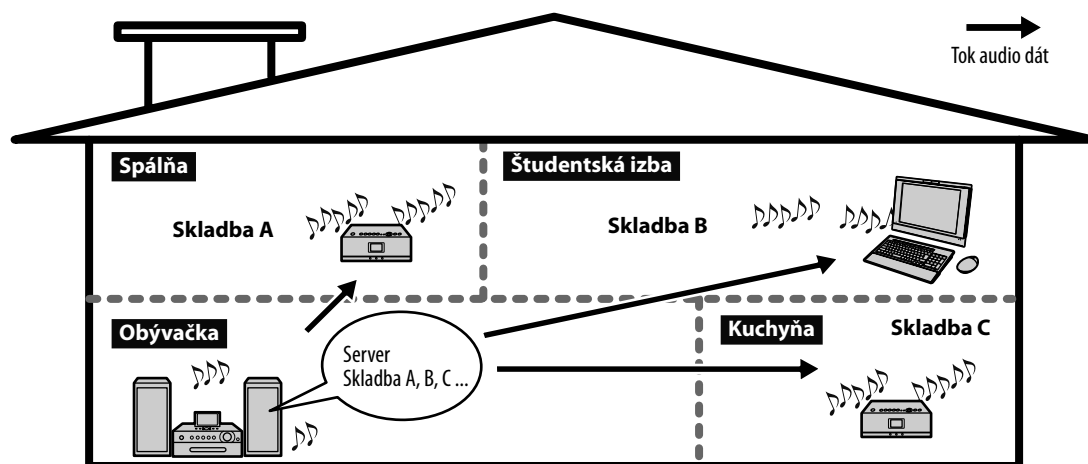 Tok audio dát
Spálňa
Študentská izba
Skladba A
Skladba B
Obývačka
Server
Skladba A, B, C ...
Kuchyňa
Skladba C